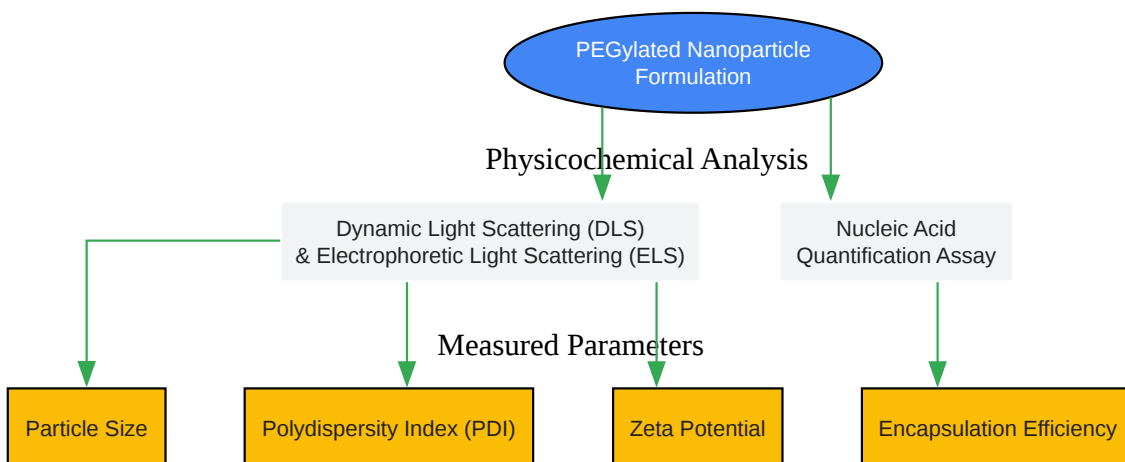 PEGylated Nanoparticle
Formulation
Physicochemical Analysis
Dynamic Light Scattering (DLS)
& Electrophoretic Light Scattering (ELS)
Nucleic Acid
Quantification Assay
Measured Parameters
Particle Size
Polydispersity Index (PDI)
Zeta Potential
Encapsulation Efficiency